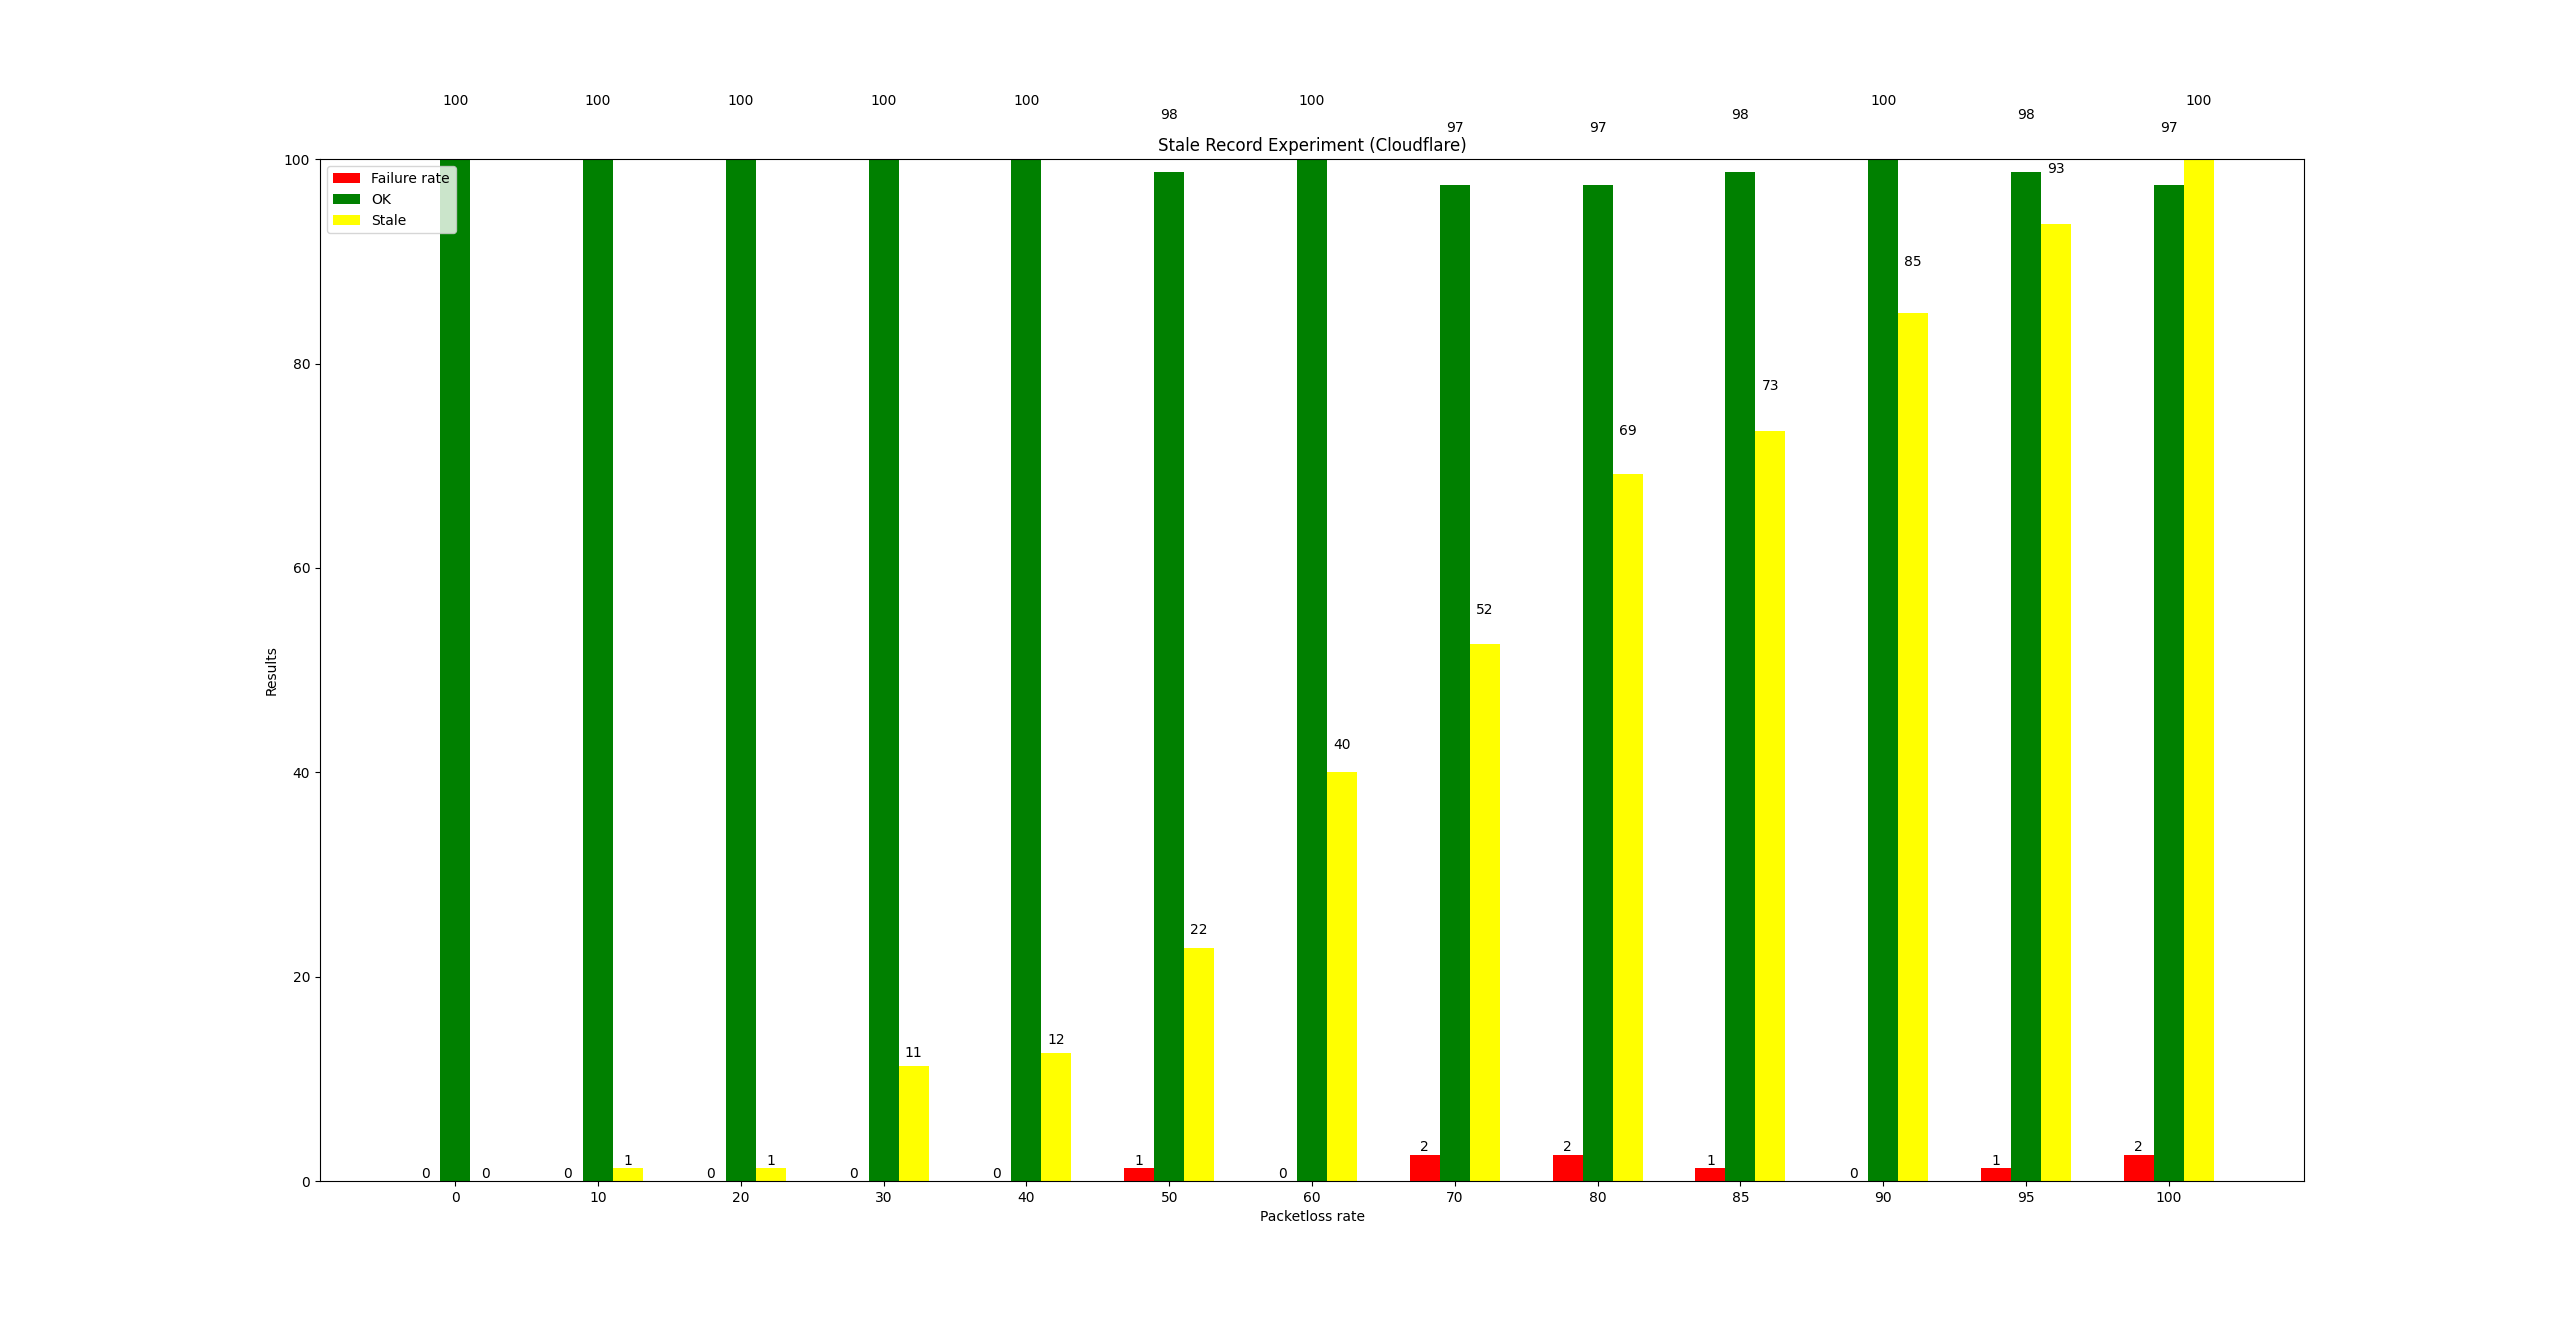 100 100 100 100 100 98 100 97 97 98 100 98 97 100
Stale Record Experiment (Cloudflare)
Failure rate
OK
Stale
Results
100
80
60
40
20
0
0 0
0 1
0 1
0 11
0 12
1 22
0 40
2 52
2 69
1 73
0 85
1 93
2
0 10 20 30 40 50 60 70 80 85 90 95 100
Packetloss rate